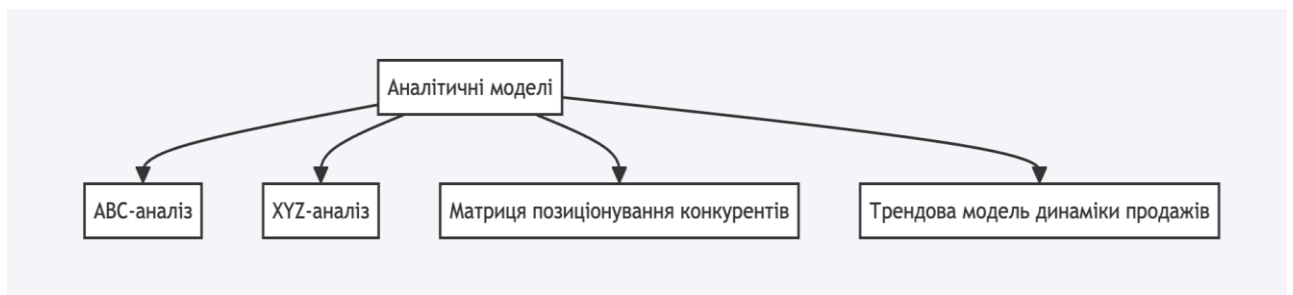 Аналітичні моделі
ABC-аналіз
XYZ-аналіз
Матриця позиціонування конкурентів
Трендова модель динаміки продажів